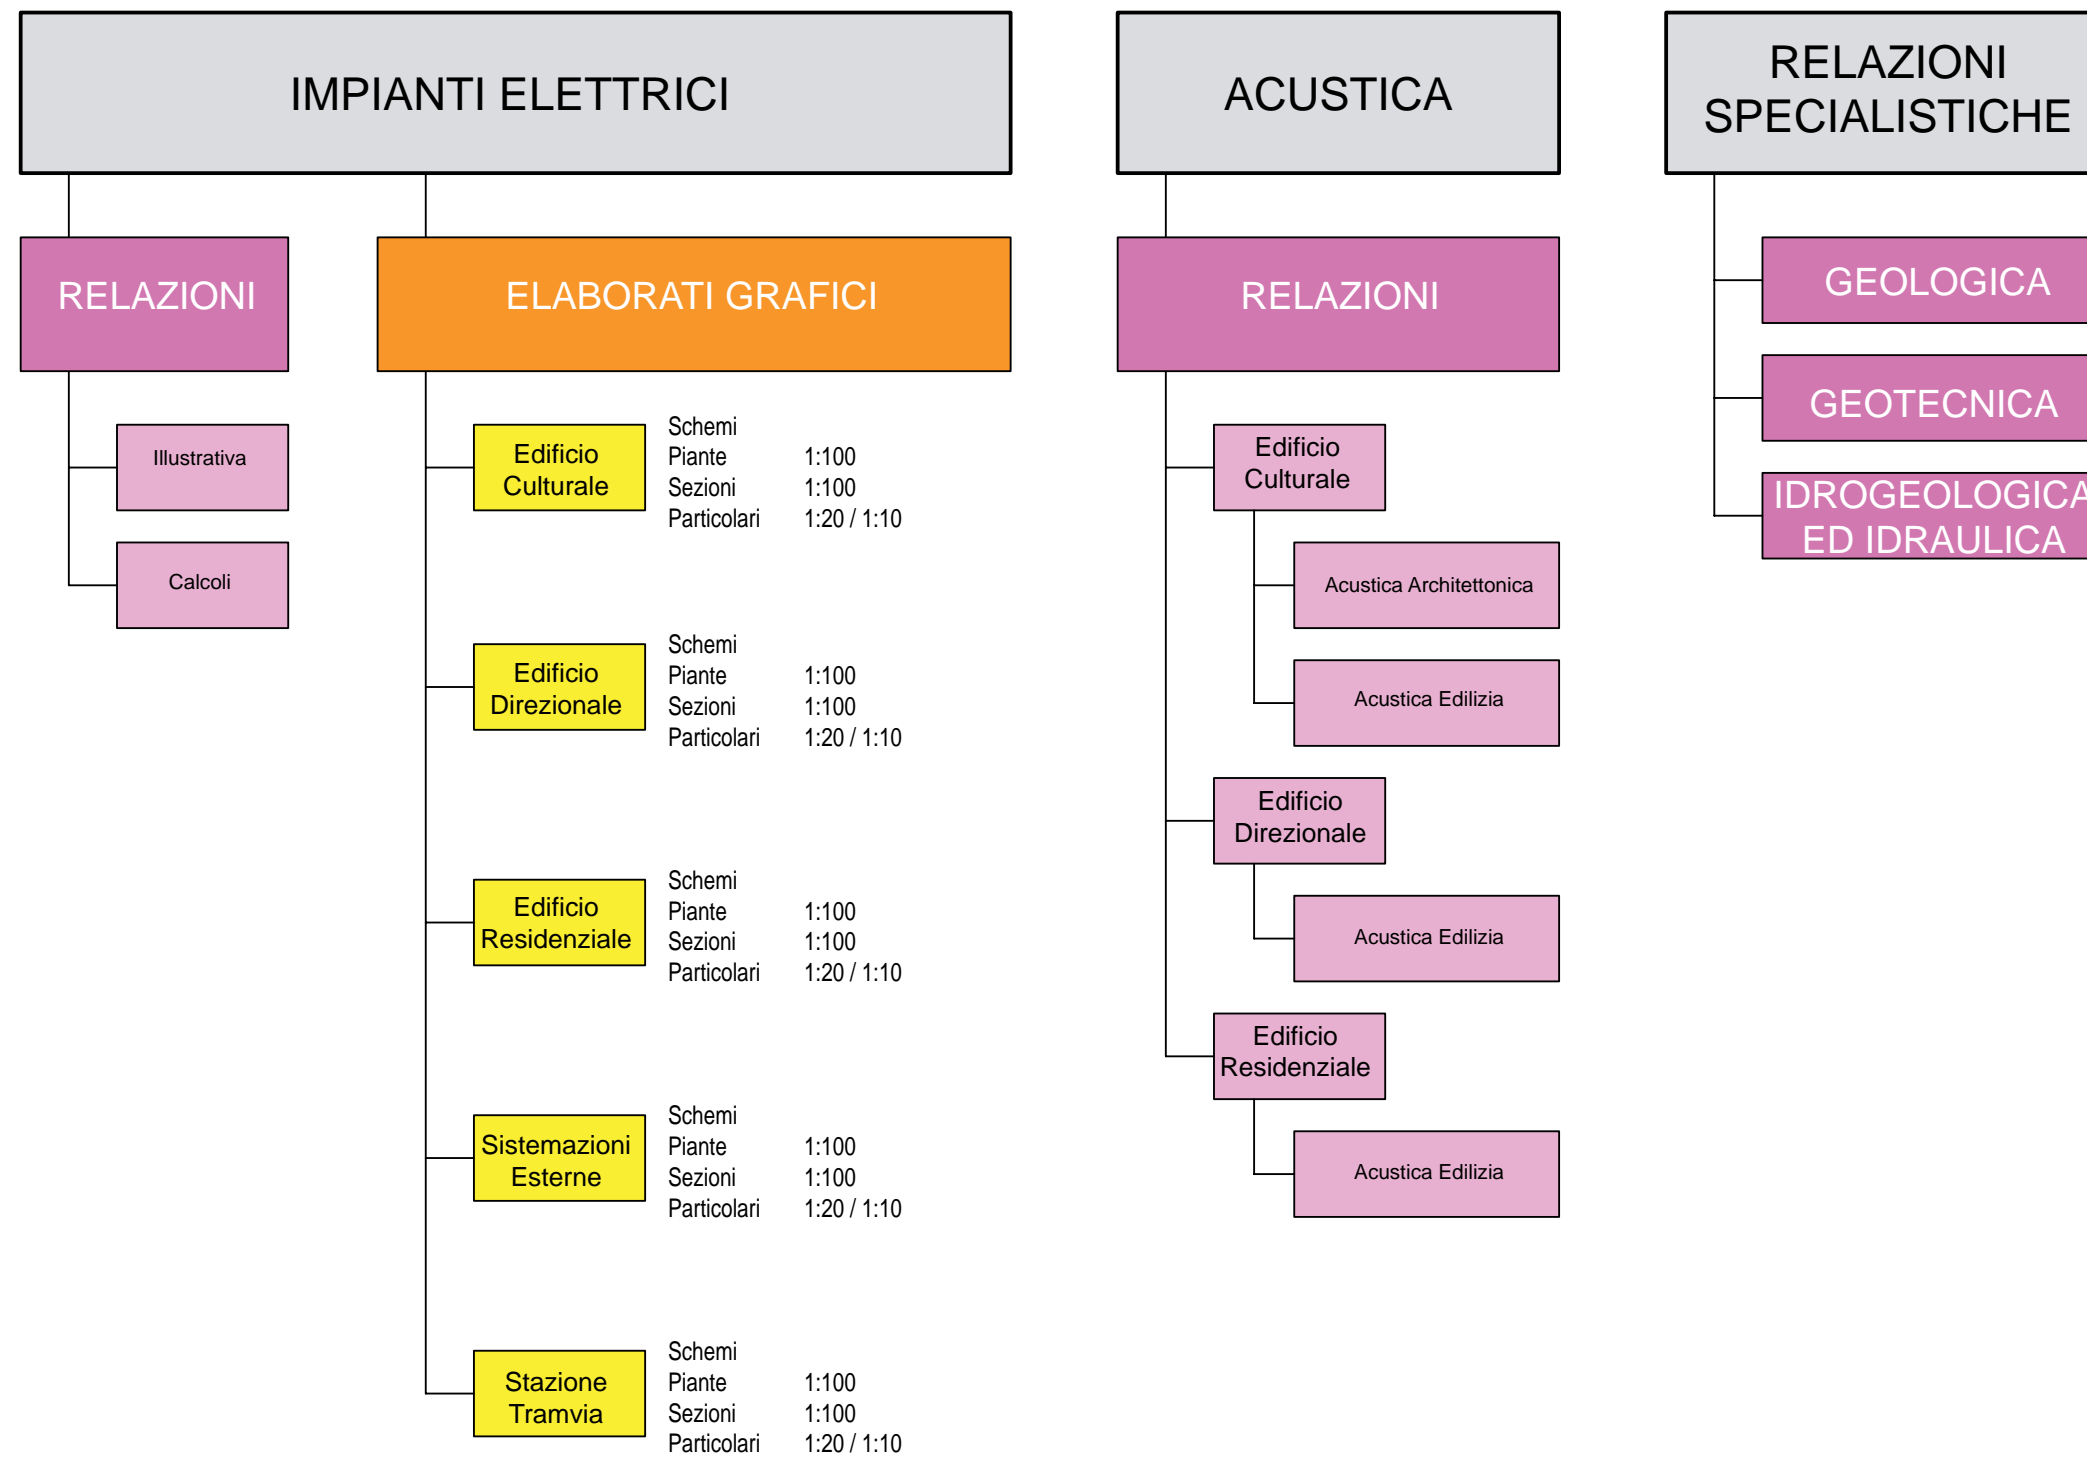 IMPIANTI ELETTRICI
RELAZIONI
Illustrativa
Calcoli
ELABORATI GRAFICI
Edificio
Culturale
Schemi
Piante 1:100
Sezioni 1:100
Particolari 1:20 / 1:10
Edificio
Direzionale
Schemi
Piante 1:100
Sezioni 1:100
Particolari 1:20 / 1:10
Edificio
Residenziale
Schemi
Piante 1:100
Sezioni 1:100
Particolari 1:20 / 1:10
Sistemazioni
Esterne
Schemi
Piante 1:100
Sezioni 1:100
Particolari 1:20 / 1:10
Stazione
Tramvia
Schemi
Piante 1:100
Sezioni 1:100
Particolari 1:20 / 1:10
ACUSTICA
RELAZIONI
Edificio
Culturale
Acustica Architettonica
Acustica Edilizia
Edificio
Direzionale
Acustica Edilizia
Edificio
Residenziale
Acustica Edilizia
RELAZIONI
SPECIALISTICHE
GEOLOGICA
GEOTECNICA
IDROGEOLOGICA
ED IDRAULICA